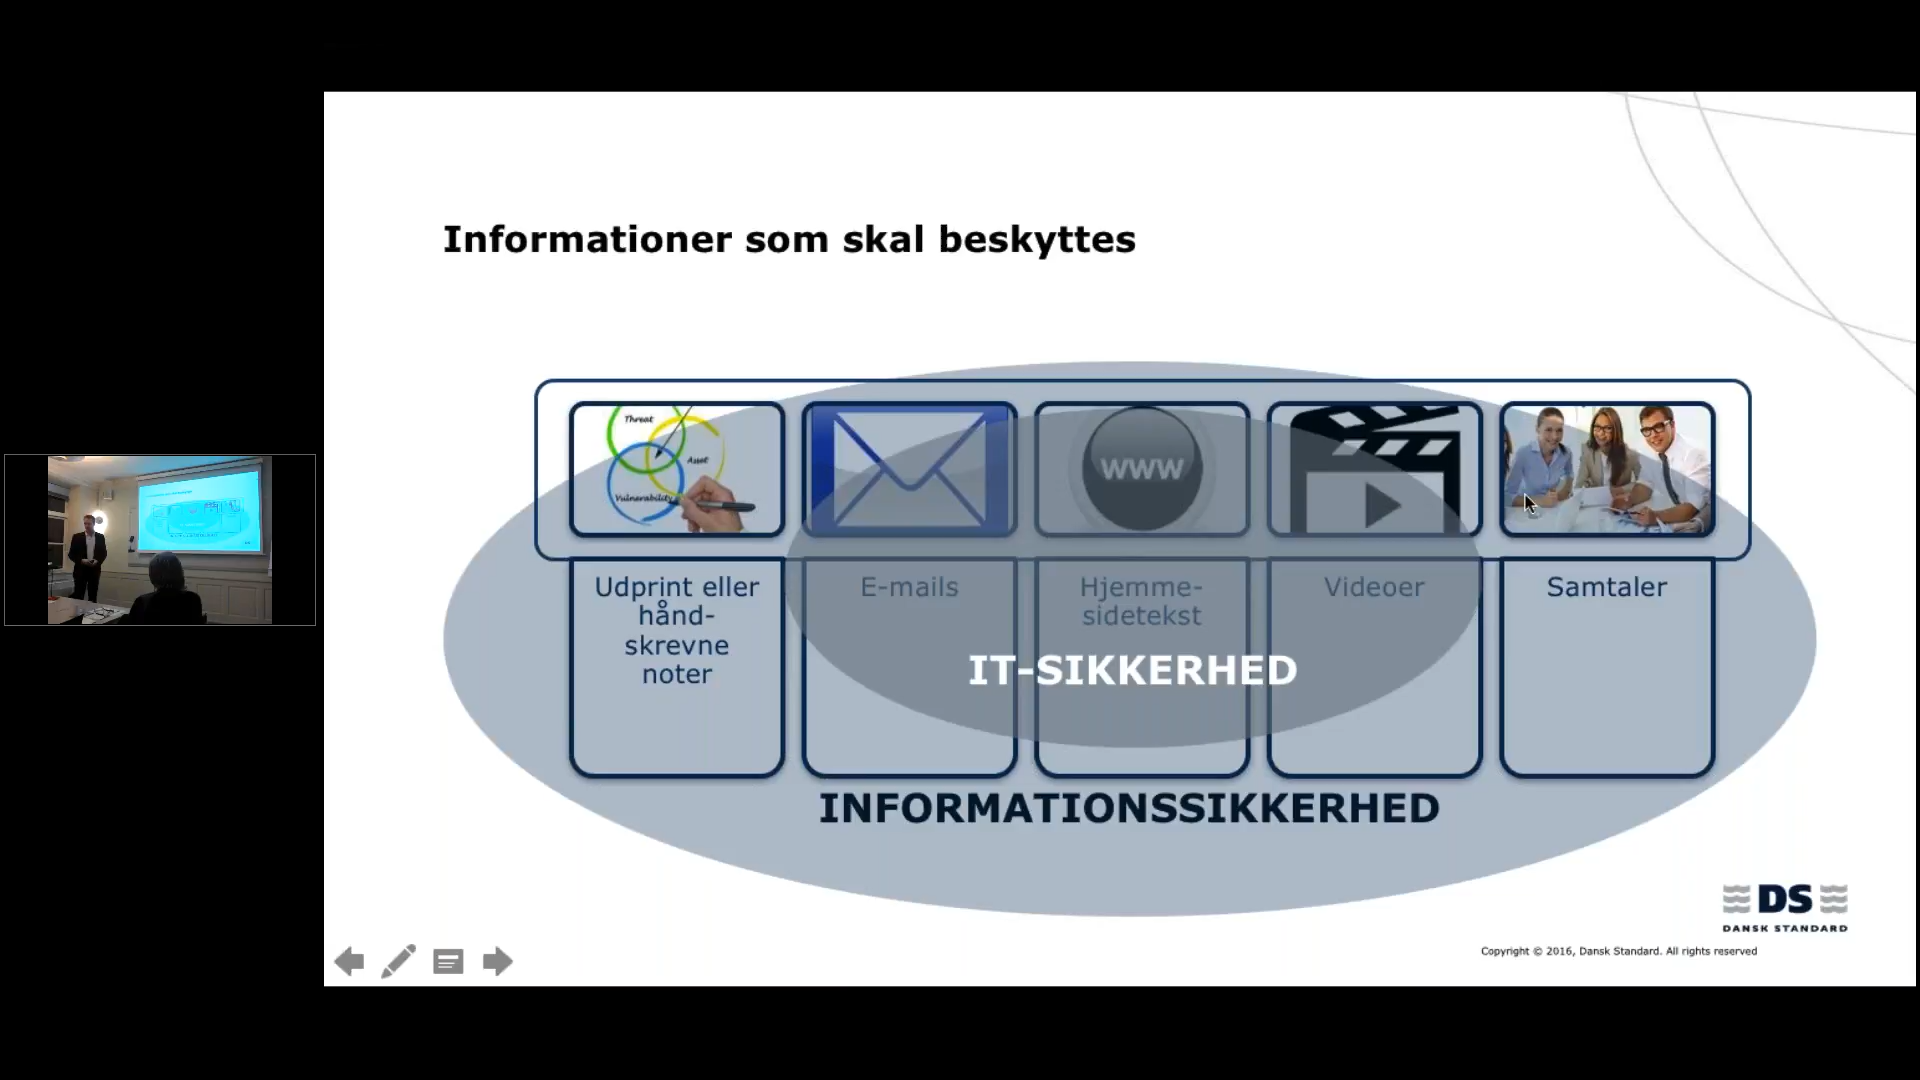 Informationer som skal beskyttes
Threat
Asset
Vulnerability
www
Udprint eller
hånd-
skrevne
noter
E-mails
Hjemme-
sidetekst
Videoer
Samtaler
IT-SIKKERHED
INFORMATIONSSIKKERHED
DS
DANSK STANDARD
Copyright © 2016, Dansk Standard. All rights reserved